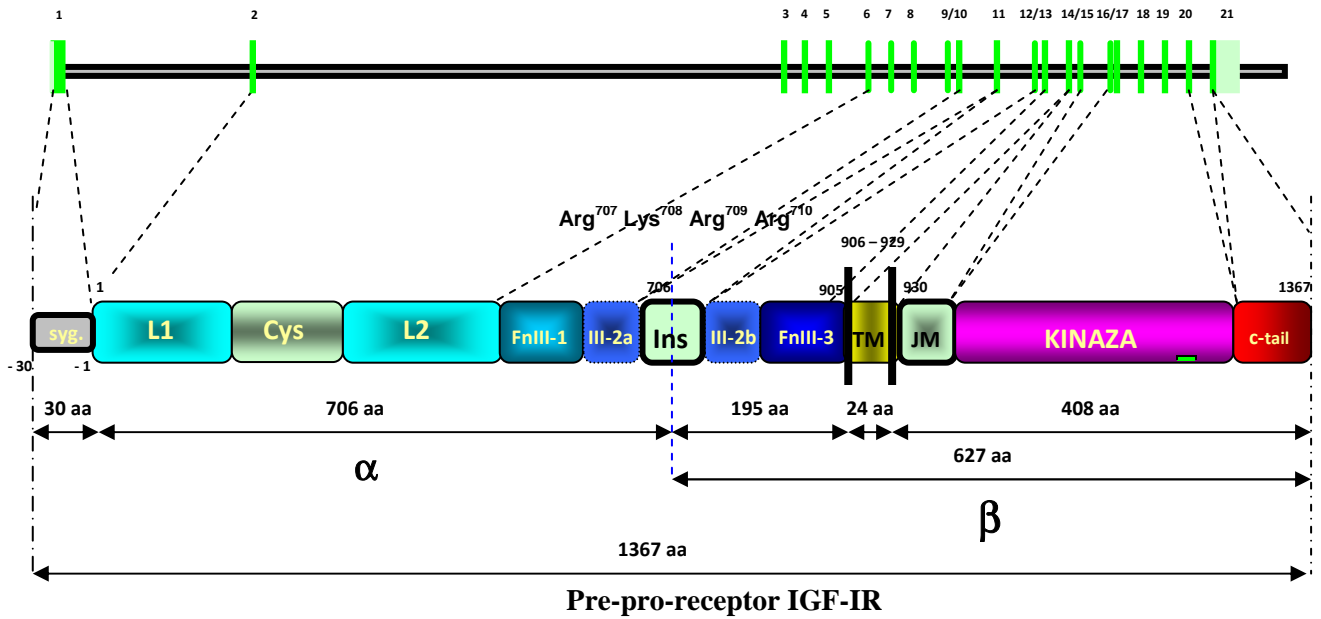 1 2 3 4 5 6 7 8 9/10 11 12/13 14/15 16/17 18 19 20 21
Arg707 Lys708 Arg709 Arg710
906 – 929
1 706 905 930 1367
syg. L1 Cys L2 FnIII-1 III-2a Ins III-2b FnIII-3 TM JM KINAZA c-tail
- 30 - 1
30 aa 706 aa 195 aa 24 aa 408 aa
627 aa
α
β
1367 aa
Pre-pro-receptor IGF-IR